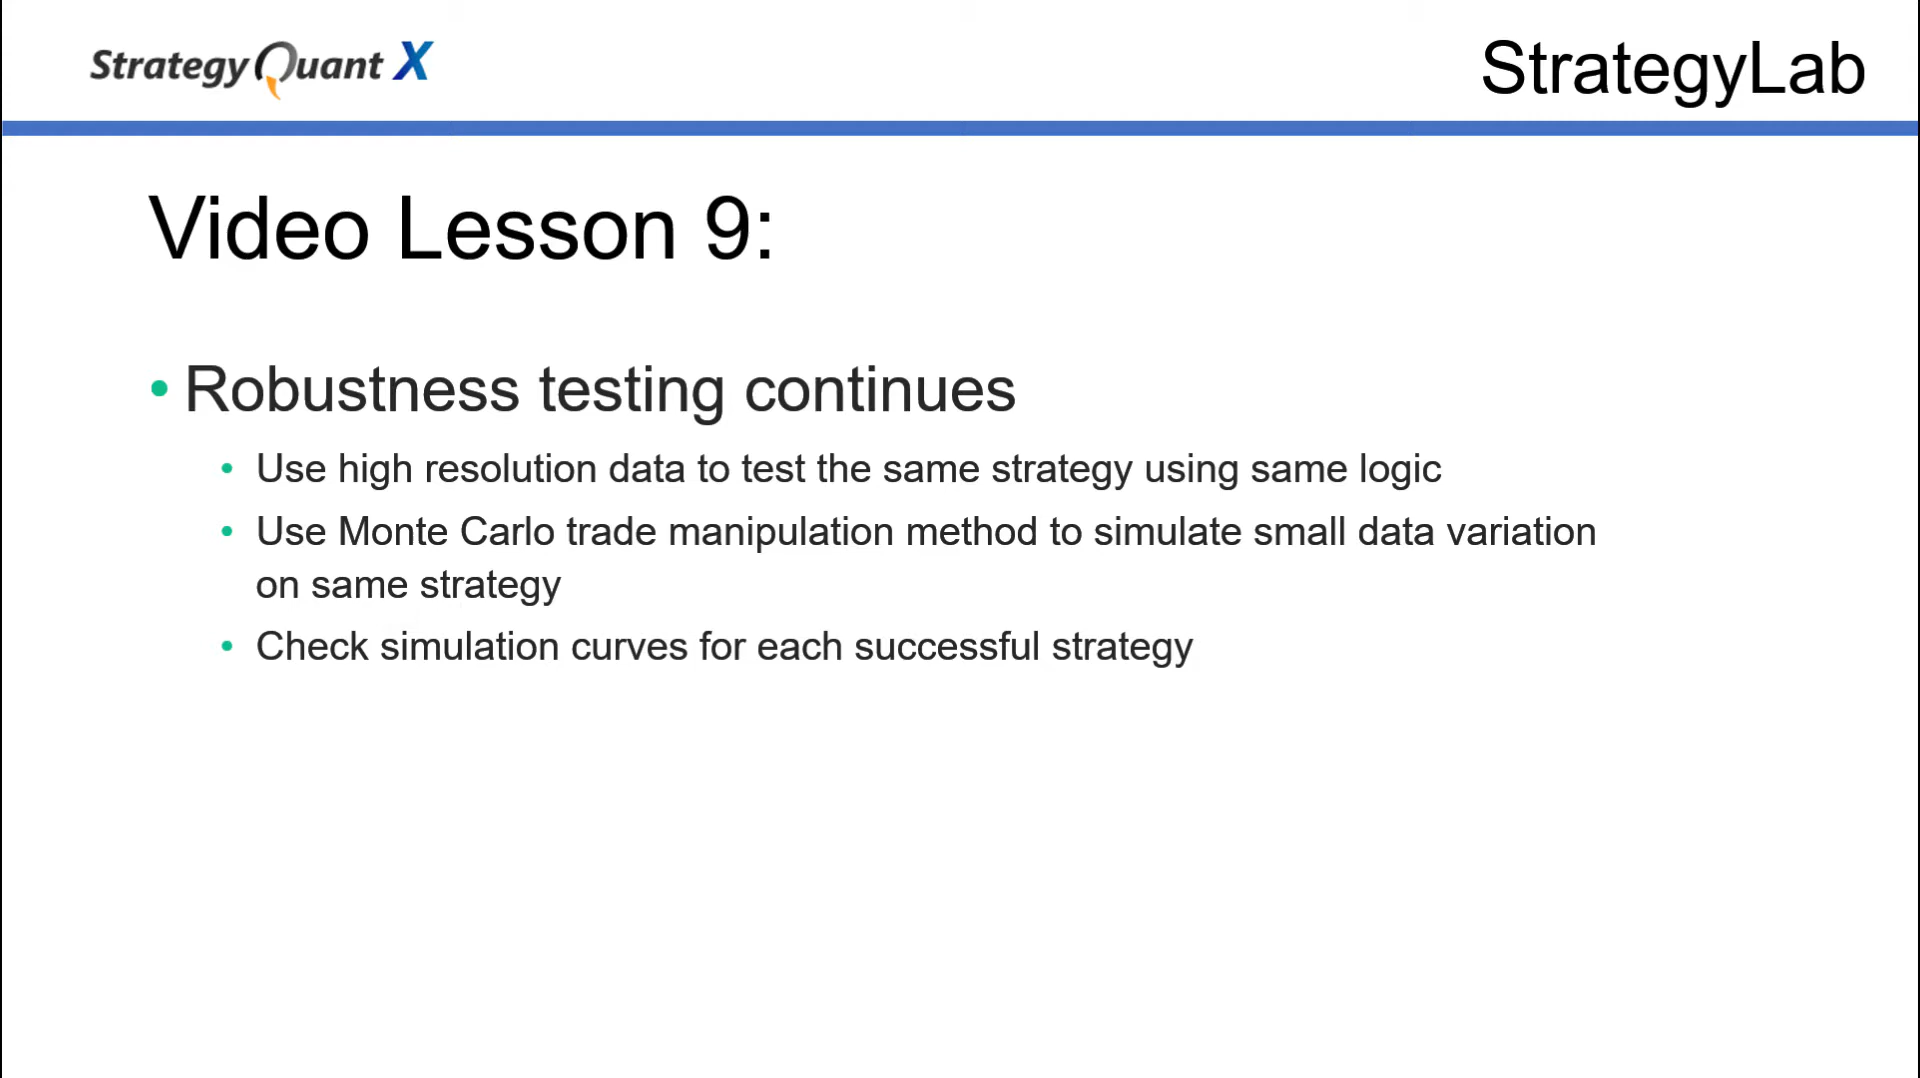 StrategyQuant X
StrategyLab
Video Lesson 9:
• Robustness testing continues
• Use high resolution data to test the same strategy using same logic
• Use Monte Carlo trade manipulation method to simulate small data variation
on same strategy
• Check simulation curves for each successful strategy